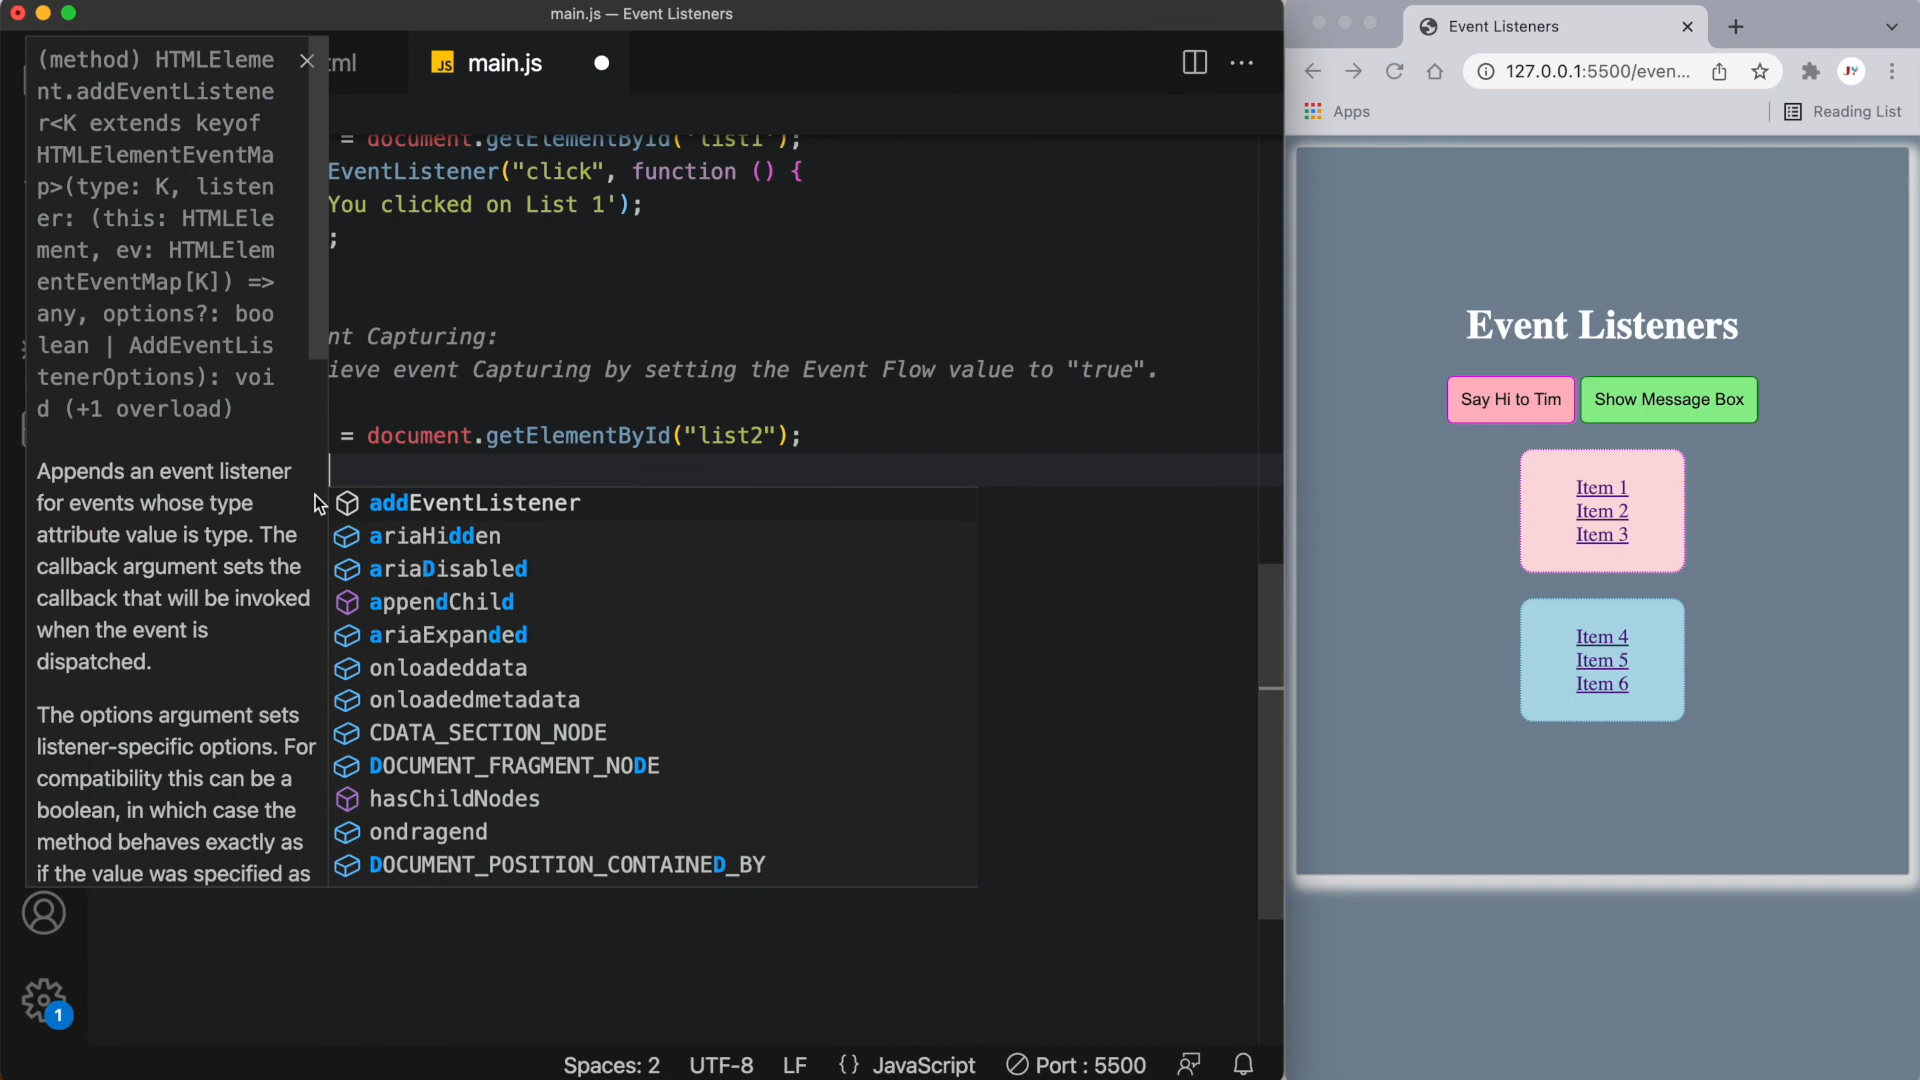 main.js — Event Listeners
(method) HTMLEleme
nt.addEventListene
r<K extends keyof
HTMLElementEventMa
p>(type: K, listen
er: (this: HTMLEle
ment, ev: HTMLElem
entEventMap[K]) =>
any, options?: boo
lean | AddEventLis
tenerOptions): voi
d (+1 overload)
Appends an event listener
for events whose type
attribute value is type. The
callback argument sets the
callback that will be invoked
when the event is
dispatched.
The options argument sets
listener-specific options. For
compatibility this can be a
boolean, in which case the
method behaves exactly as
if the value was specified as
ml
JS main.js
= document.getElementById('list1');
EventListener("click", function () {
You clicked on List 1');
;
nt Capturing:
ieve event Capturing by setting the Event Flow value to "true".
= document.getElementById("list2");
addEventListener
ariaHidden
ariaDisabled
appendChild
ariaExpanded
onloadeddata
onloadedmetadata
CDATA_SECTION_NODE
DOCUMENT_FRAGMENT_NODE
hasChildNodes
ondragend
DOCUMENT_POSITION_CONTAINED_BY
1
Spaces: 2 UTF-8 LF {} JavaScript Port : 5500
Event Listeners
127.0.0.1:5500/even...
JY
Apps
Reading List
Event Listeners
Say Hi to Tim
Show Message Box
Item 1
Item 2
Item 3
Item 4
Item 5
Item 6